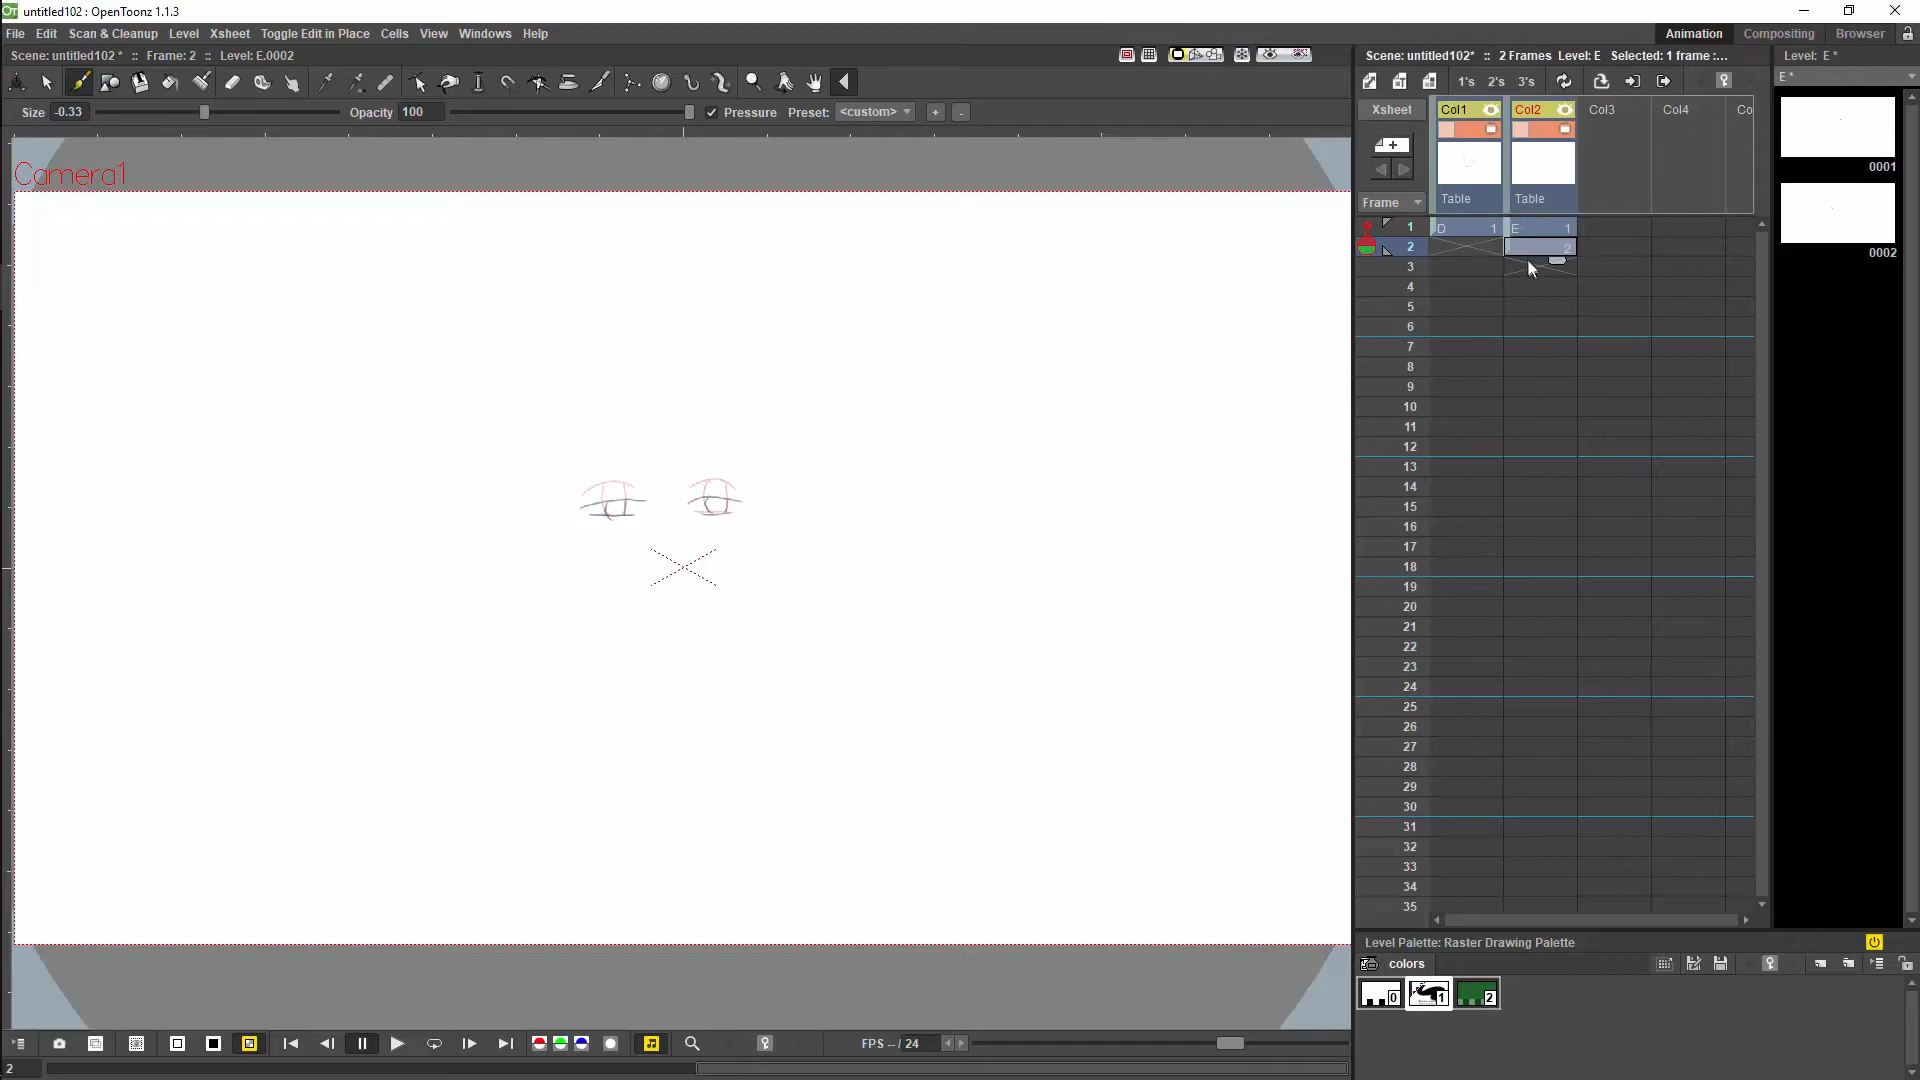 untitled102 : OpenToonz 1.1.3
File Edit Scan & Cleanup Level Xsheet Toggle Edit in Place Cells View Windows Help
Animation Compositing Browser
Scene: untitled102 * :: Frame: 2 :: Level: E.0002
Scene: untitled102* :: 2 Frames Level: E Selected: 1 frame :...
Level: E *
1's 2's 3's
E *
Size -0.33 Opacity 100 Pressure Preset: <custom> + -
Xsheet Col1 Col2 Col3 Col4 Co
Camera1
0001
Frame Table Table
1 D 1 E 1
2 2
0002
3
4
5
6
7
8
9
10
11
12
13
14
15
16
17
18
19
20
21
22
23
24
25
26
27
28
29
30
31
32
33
34
35
Level Palette: Raster Drawing Palette
colors
0 1 2
FPS -- / 24
2